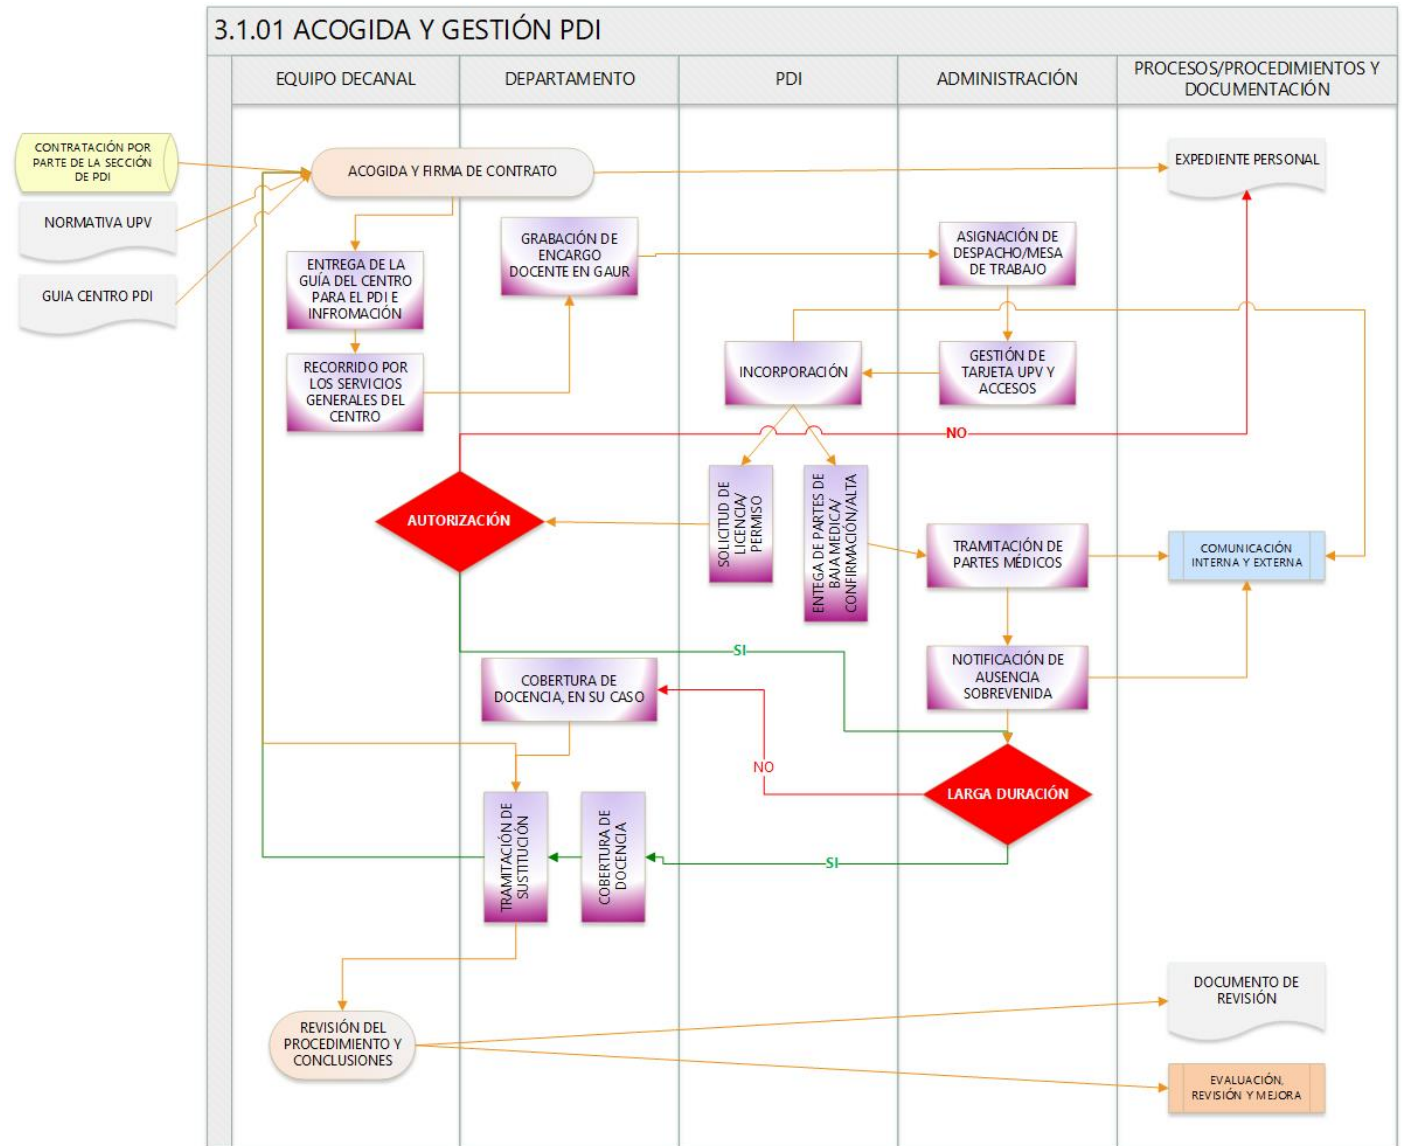 3.1.01 ACOGIDA Y GESTIÓN PDI
EQUIPO DECANAL
DEPARTAMENTO
PDI
ADMINISTRACIÓN
PROCESOS/PROCEDIMIENTOS Y
DOCUMENTACIÓN
CONTRATACIÓN POR
PARTE DE LA SECCIÓN
DE PDI
ACOGIDA Y FIRMA DE CONTRATO
EXPEDIENTE PERSONAL
NORMATIVA UPV
GUIA CENTRO PDI
GRABACIÓN DE
ENCARGO
DOCENTE EN GAUR
ASIGNACIÓN DE
DESPACHO/MESA
DE TRABAJO
ENTREGA DE LA
GUÍA DEL CENTRO
PARA EL PDI E
INFROMACIÓN
RECORRIDO POR
LOS SERVICIOS
GENERALES DEL
CENTRO
INCORPORACIÓN
GESTIÓN DE
TARJETA UPV Y
ACCESOS
NO
AUTORIZACIÓN
SOLICITUD DE
LICENCIA/
PERMISO
ENTEGA DE PARTES DE
BAJA MEDICA/
CONFIRMACIÓN/ALTA
TRAMITACIÓN DE
PARTES MÉDICOS
COMUNICACIÓN
INTERNA Y EXTERNA
SI
COBERTURA DE
DOCENCIA, EN SU CASO
NOTIFICACIÓN DE
AUSENCIA
SOBREVENIDA
NO
LARGA DURACIÓN
TRAMITACIÓN DE
SUSTITUCIÓN
COBERTURA DE
DOCENCIA
SI
REVISIÓN DEL
PROCEDIMIENTO Y
CONCLUSIONES
DOCUMENTO DE
REVISIÓN
EVALUACIÓN,
REVISIÓN Y MEJORA